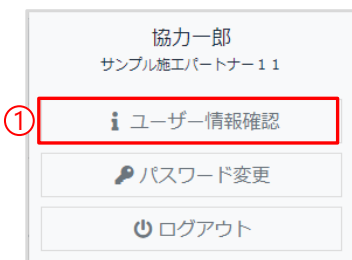 協力一郎
サンプル施工パートナー１１
① ユーザー情報確認
パスワード変更
ログアウト